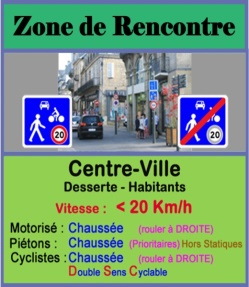 Zone de Rencontre
20
20
Centre-Ville
Desserte - Habitants
Vitesse : < 20 Km/h
Motorisé : Chaussée (rouler à DROITE)
Piétons : Chaussée (Prioritaires) Hors Statiques
Cyclistes : Chaussée (rouler à DROITE)
Double Sens Cyclable